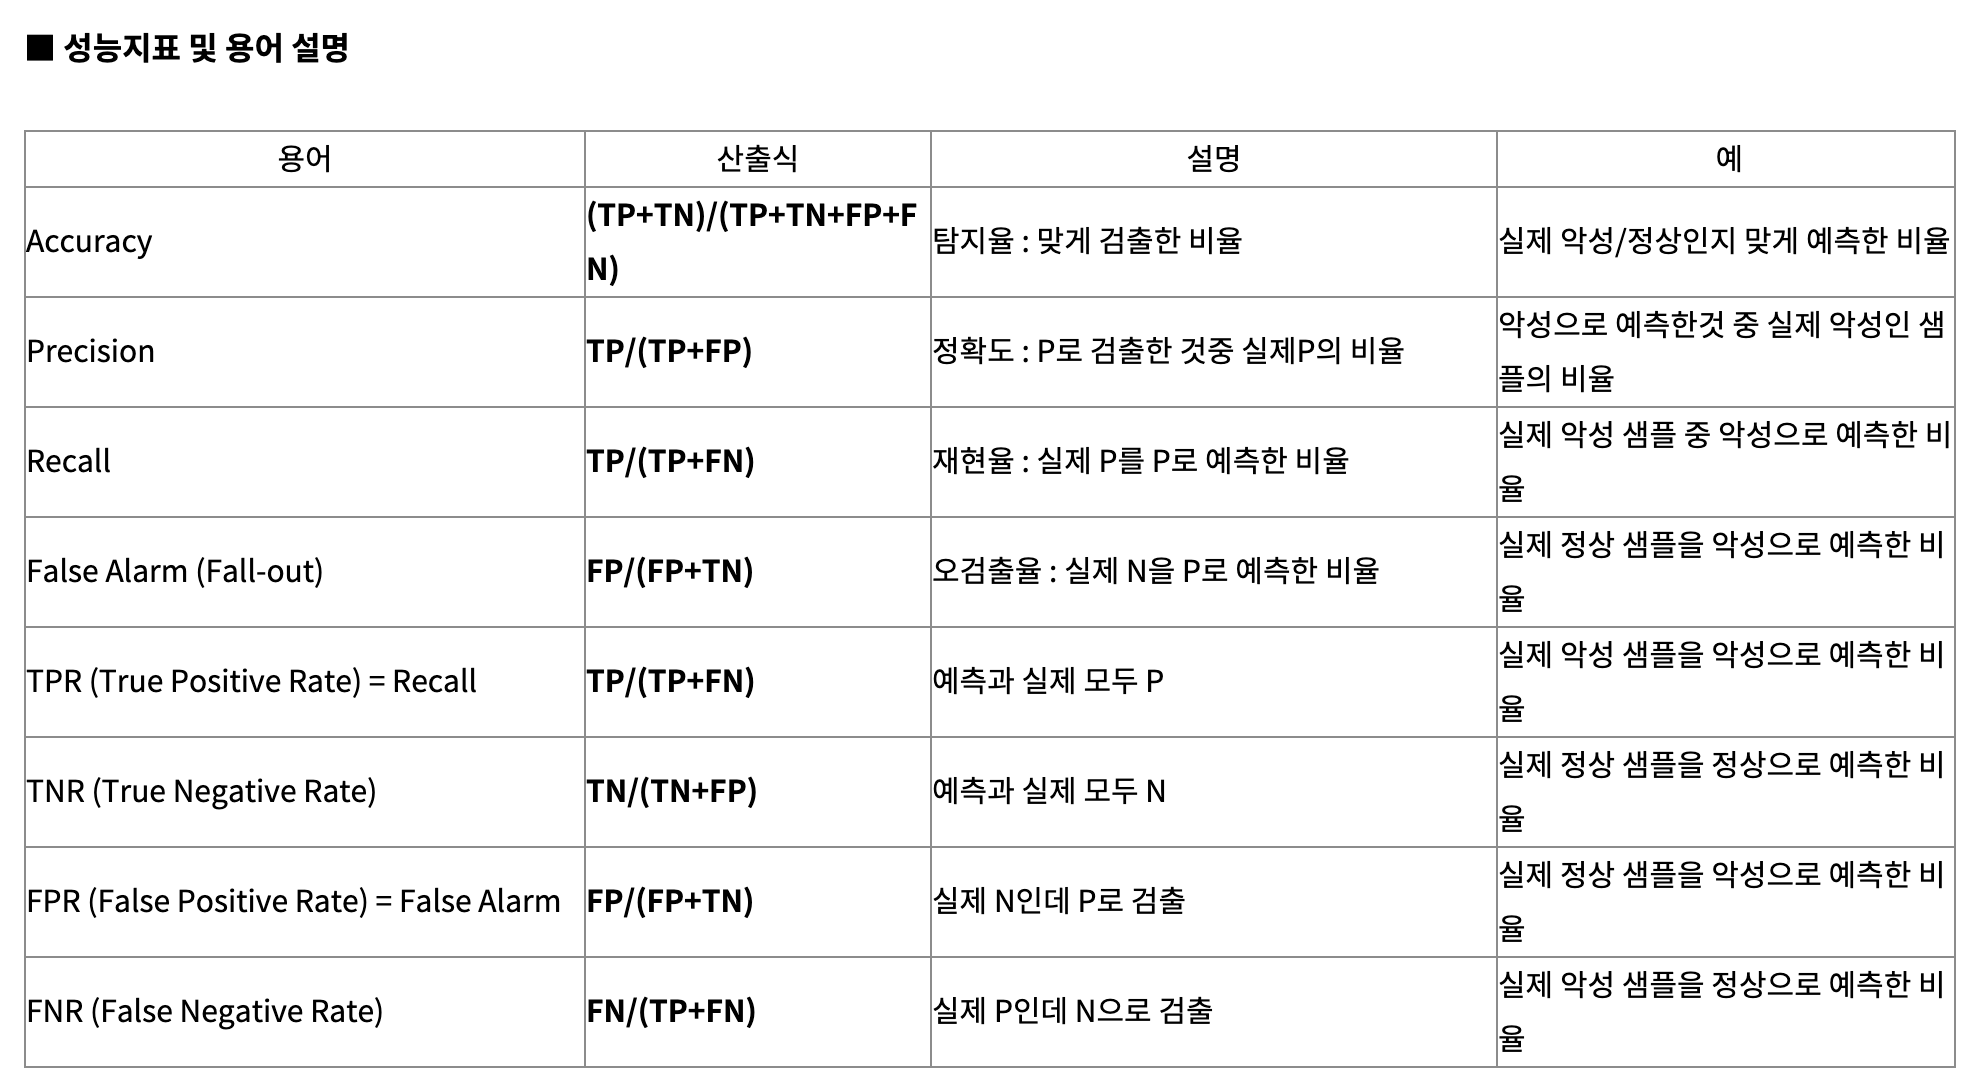 ■ 성능지표 및 용어 설명
용어 산출식 설명 예
Accuracy
(TP+TN)/(TP+TN+FP+F
N)
탐지율 : 맞게 검출한 비율
실제 악성/정상인지 맞게 예측한 비율
Precision
TP/(TP+FP)
정확도 : P로 검출한 것중 실제P의 비율
악성으로 예측한것 중 실제 악성인 샘
플의 비율
Recall
TP/(TP+FN)
재현율 : 실제 P를 P로 예측한 비율
실제 악성 샘플 중 악성으로 예측한 비
율
False Alarm (Fall-out)
FP/(FP+TN)
오검출율 : 실제 N을 P로 예측한 비율
실제 정상 샘플을 악성으로 예측한 비
율
TPR (True Positive Rate) = Recall
TP/(TP+FN)
예측과 실제 모두 P
실제 악성 샘플을 악성으로 예측한 비
율
TNR (True Negative Rate)
TN/(TN+FP)
예측과 실제 모두 N
실제 정상 샘플을 정상으로 예측한 비
율
FPR (False Positive Rate) = False Alarm
FP/(FP+TN)
실제 N인데 P로 검출
실제 정상 샘플을 악성으로 예측한 비
율
FNR (False Negative Rate)
FN/(TP+FN)
실제 P인데 N으로 검출
실제 악성 샘플을 정상으로 예측한 비
율